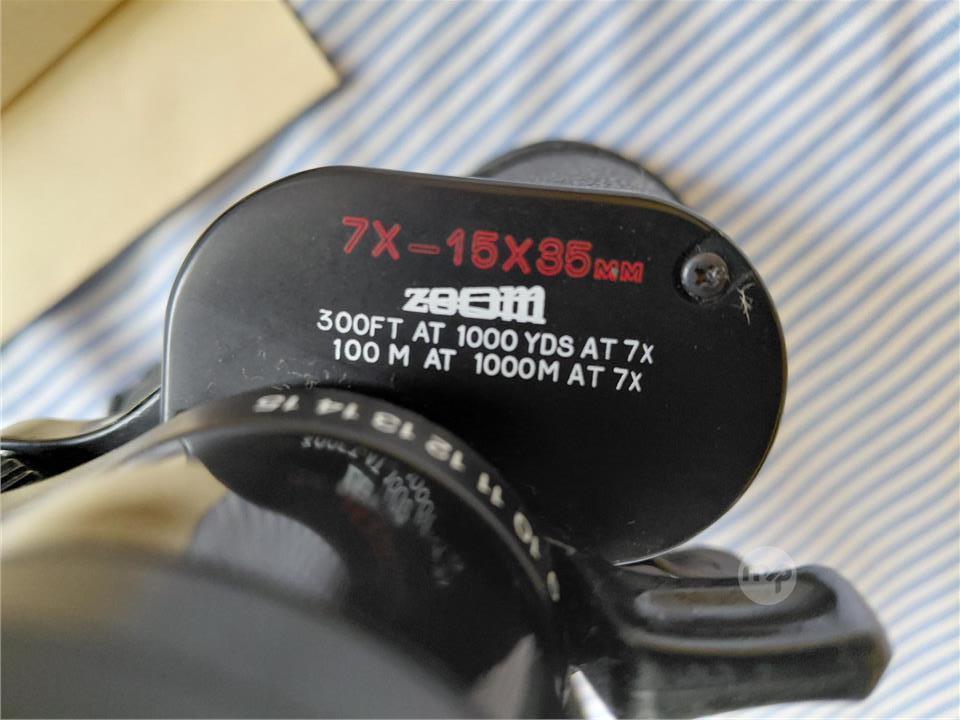 7X-15X35MM
zoom
300FT AT 1000 YDS AT 7X
100 M AT 1000M AT 7X
15 14 13 12 11 10 9